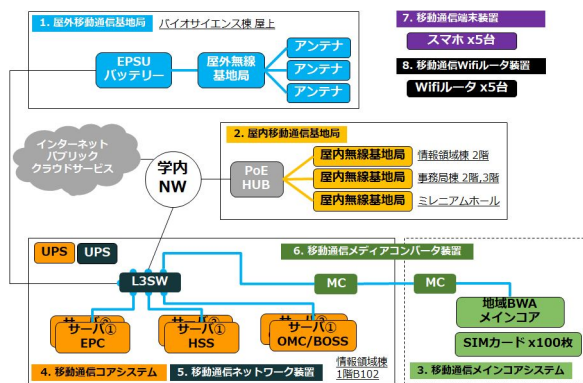 1. 屋外移動通信基地局
バイオサイエンス棟 屋上
EPSU
バッテリー
屋外無線
基地局
アンテナ
アンテナ
アンテナ
7. 移動通信端末装置
スマホ x5台
8. 移動通信Wifiルータ装置
Wifiルータ x5台
インターネット
パブリック
クラウドサービス
学内
NW
2. 屋内移動通信基地局
PoE
HUB
屋内無線基地局
情報領域棟 2階
屋内無線基地局
事務局棟 2階,3階
屋内無線基地局
ミレニアムホール
UPS
UPS
L3SW
6. 移動通信メディアコンバータ装置
MC
MC
サーバ①
EPC
サーバ①
HSS
サーバ①
OMC/BOSS
地域BWA
メインコア
SIMカード x100枚
4. 移動通信コアシステム
5. 移動通信ネットワーク装置
情報領域棟
1階B102
3. 移動通信メインコアシステム